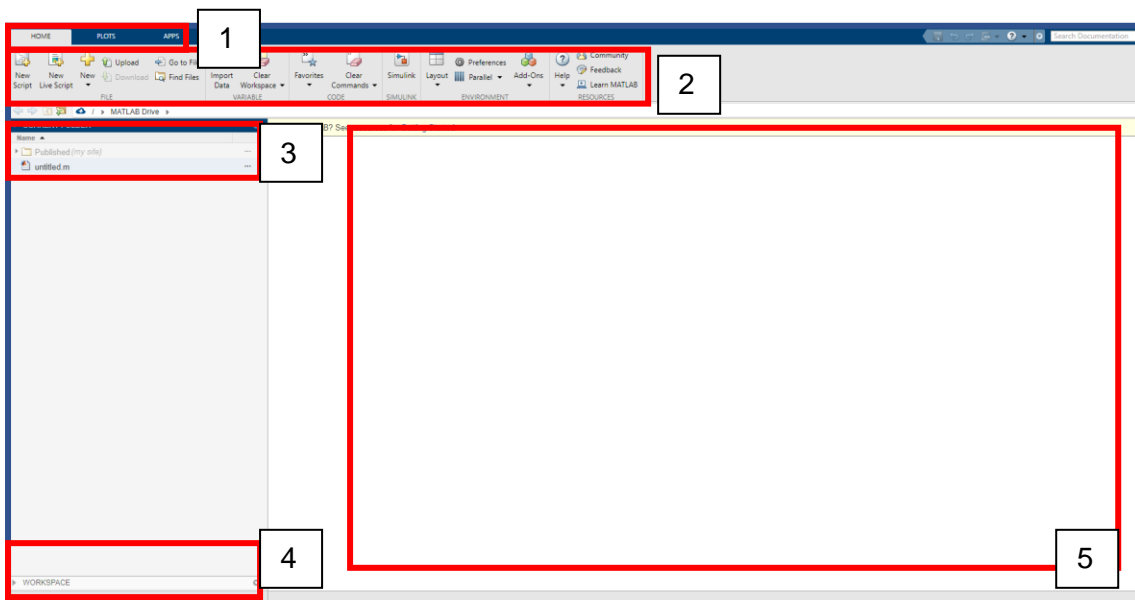 1
HOME PLOTS APPS
Search Documentation
2
New Script
New Live Script
New
Upload
Download
Go to
Find Files
FILE
Import Data
Clear Workspace
VARIABLE
Favorites
Clear Commands
CODE
Simulink
SIMULINK
Layout
Preferences
Parallel
Add-Ons
ENVIRONMENT
Help
Community
Feedback
Learn MATLAB
RESOURCES
/ MATLAB Drive
3
Name
Published (my site)
untitled.m
4
WORKSPACE
5